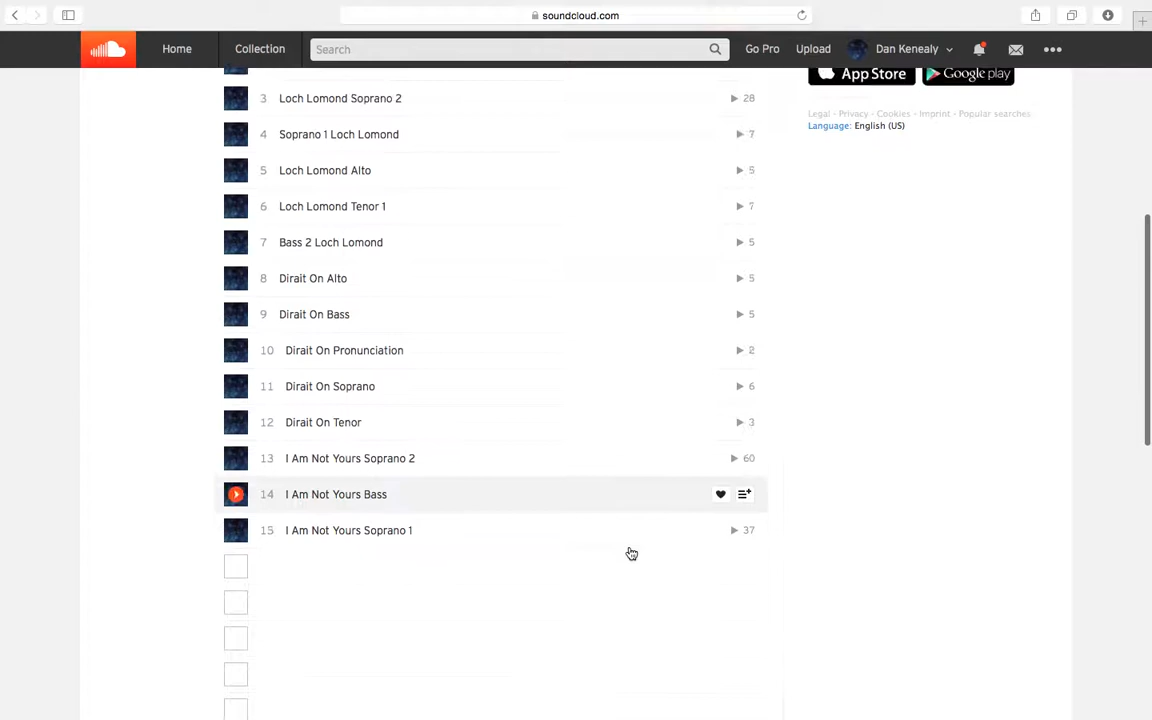 soundcloud.com
Home Collection Search Go Pro Upload Dan Kenealy
App Store Google play
Legal - Privacy - Cookies - Imprint - Popular searches
Language: English (US)
3 Loch Lomond Soprano 2 28
4 Soprano 1 Loch Lomond 7
5 Loch Lomond Alto 5
6 Loch Lomond Tenor 1 7
7 Bass 2 Loch Lomond 5
8 Dirait On Alto 5
9 Dirait On Bass 5
10 Dirait On Pronunciation 2
11 Dirait On Soprano 6
12 Dirait On Tenor 3
13 I Am Not Yours Soprano 2 60
14 I Am Not Yours Bass
15 I Am Not Yours Soprano 1 37